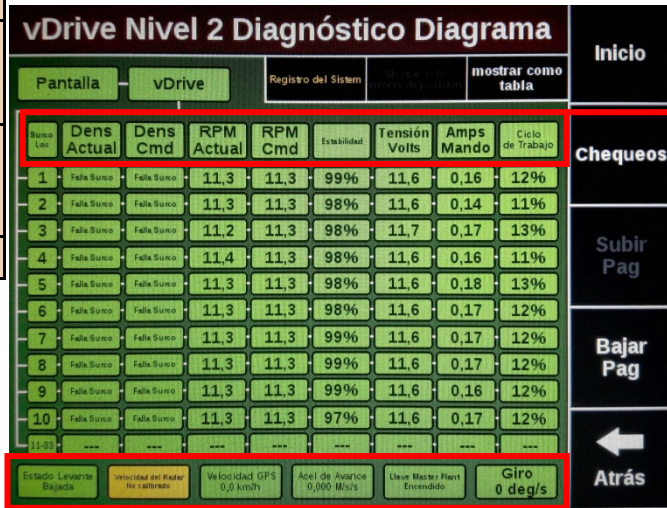 vDrive Nivel 2 Diagnóstico Diagrama
Inicio
Pantalla vDrive Registro del Sistem mostrar como tabla
Surco Loc Dens Actual Dens Cmd RPM Actual RPM Cmd Estabilidad Tensión Volts Amps Mando Ciclo de Trabajo
Chequeos
1 Falla Surco Falla Surco 11,3 11,3 99% 11,6 0,16 12%
2 Falla Surco Falla Surco 11,3 11,3 98% 11,6 0,14 11%
3 Falla Surco Falla Surco 11,2 11,3 98% 11,7 0,17 13%
4 Falla Surco Falla Surco 11,4 11,3 98% 11,6 0,16 11%
Subir Pag
5 Falla Surco Falla Surco 11,3 11,3 98% 11,6 0,18 13%
6 Falla Surco Falla Surco 11,3 11,3 98% 11,6 0,17 12%
7 Falla Surco Falla Surco 11,3 11,3 99% 11,6 0,17 12%
8 Falla Surco Falla Surco 11,3 11,3 99% 11,6 0,17 12%
Bajar Pag
9 Falla Surco Falla Surco 11,3 11,3 99% 11,6 0,16 12%
10 Falla Surco Falla Surco 11,3 11,3 97% 11,6 0,17 12%
11-83 --- --- --- --- --- --- --- ---
Estado Levante Bajada Velocidad del Radar No calibrado Velocidad GPS 0,0 km/h Acel de Avance 0,000 M/s/s Llave Master Plant Encendido Giro 0 deg/s
Atrás